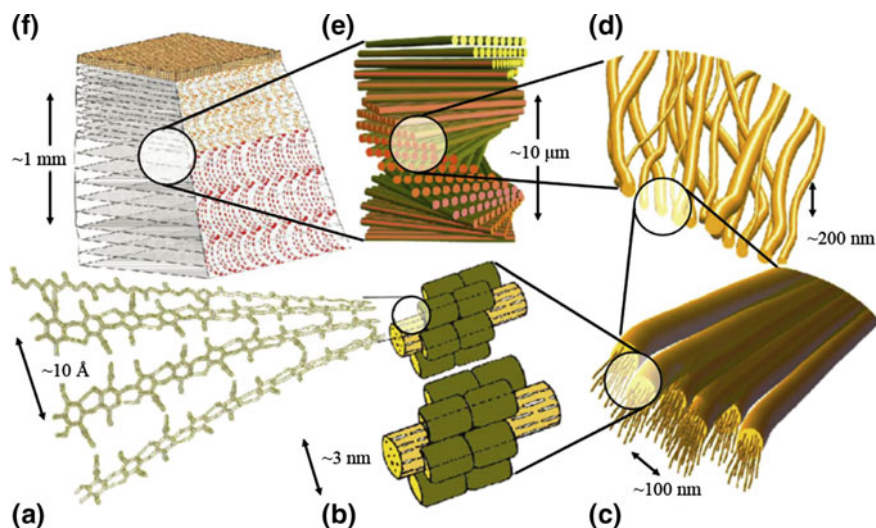 (f)
(e)
(d)
~1 mm
~10 μm
~200 nm
~10 Å
~3 nm
~100 nm
(a)
(b)
(c)